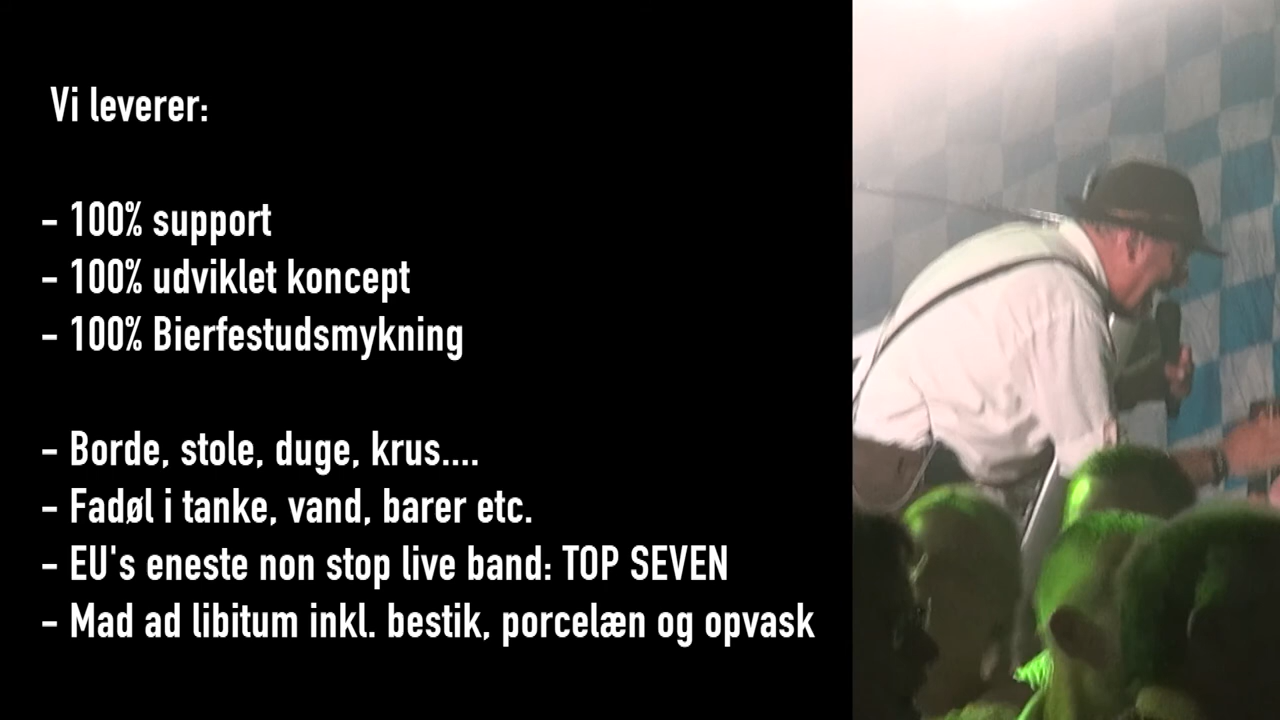 Vi leverer:
- 100% support
- 100% udviklet koncept
- 100% Bierfestudsmykning
- Borde, stole, duge, krus....
- Fadøl i tanke, vand, barer etc.
- EU's eneste non stop live band: TOP SEVEN
- Mad ad libitum inkl. bestik, porcelæn og opvask